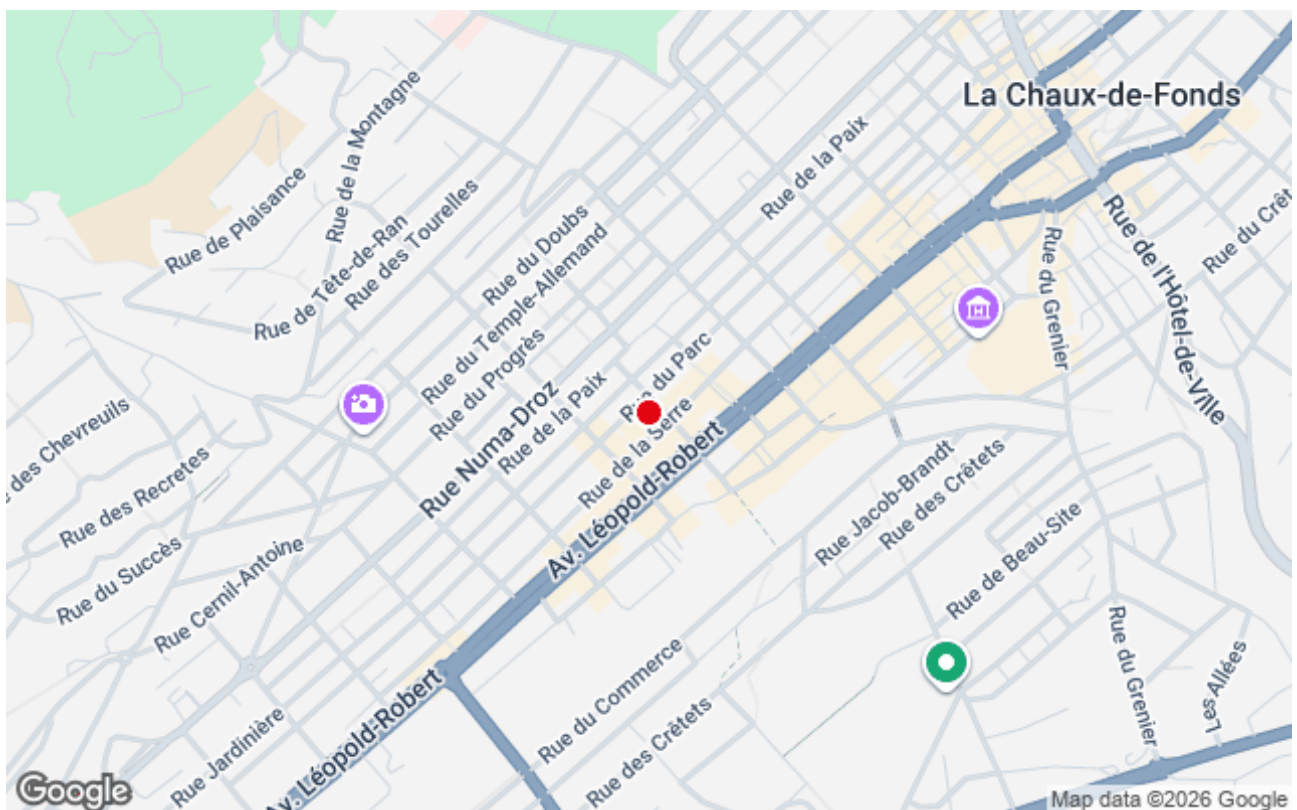 La Chaux-de-Fonds
Rue de la Montagne
Rue de la Paix
Rue de Plaisance
Rue de Tête-de-Ran
Rue des Tourelles
Rue du Doubs
Rue du Temple-Allemand
Rue du Progrès
Rue de l'Hôtel-de-Ville
Rue du Crêt
Rue du Grenier
Rue du Parc
Rue de la Serre
Rue de la Paix
Rue Numa-Droz
Av. Léopold-Robert
des Chevreuils
Rue des Recretes
Rue du Succès
Rue Cernil-Antoine
Rue Jacob-Brandt
Rue des Crêtets
Rue de Beau-Site
Rue du Grenier
Les Allées
Rue du Commerce
Rue des Crêtets
Rue Jardinière
Av. Léopold-Robert
Google
Map data ©2026 Google